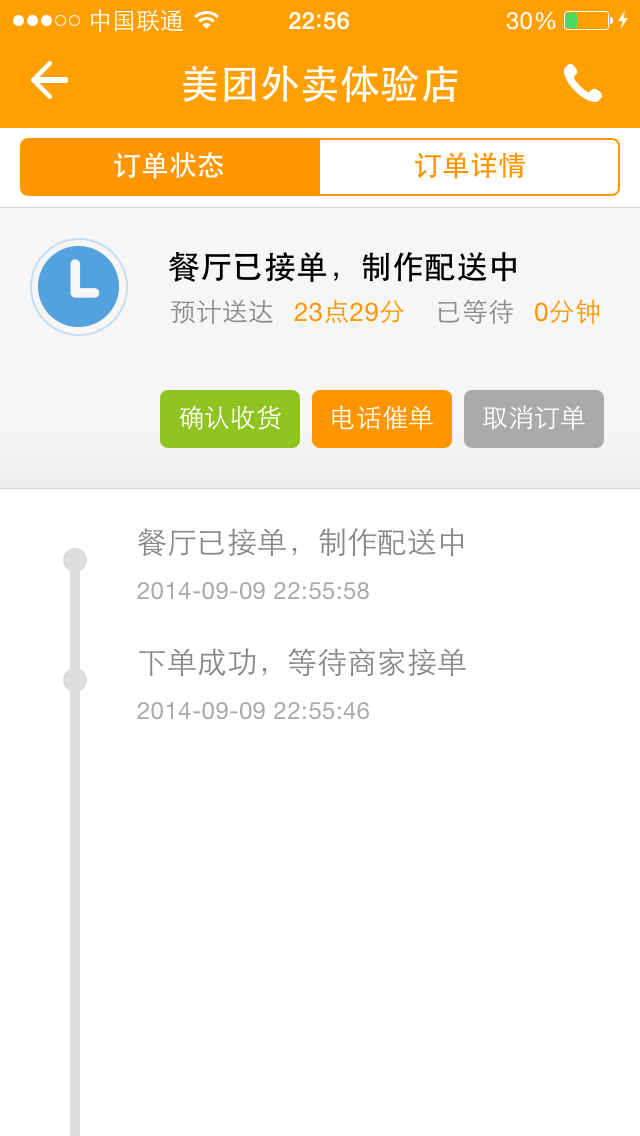 中国联通 22:56 30%
美团外卖体验店
订单状态 订单详情
餐厅已接单，制作配送中
预计送达 23点29分 已等待 0分钟
确认收货 电话催单 取消订单
餐厅已接单，制作配送中
2014-09-09 22:55:58
下单成功，等待商家接单
2014-09-09 22:55:46